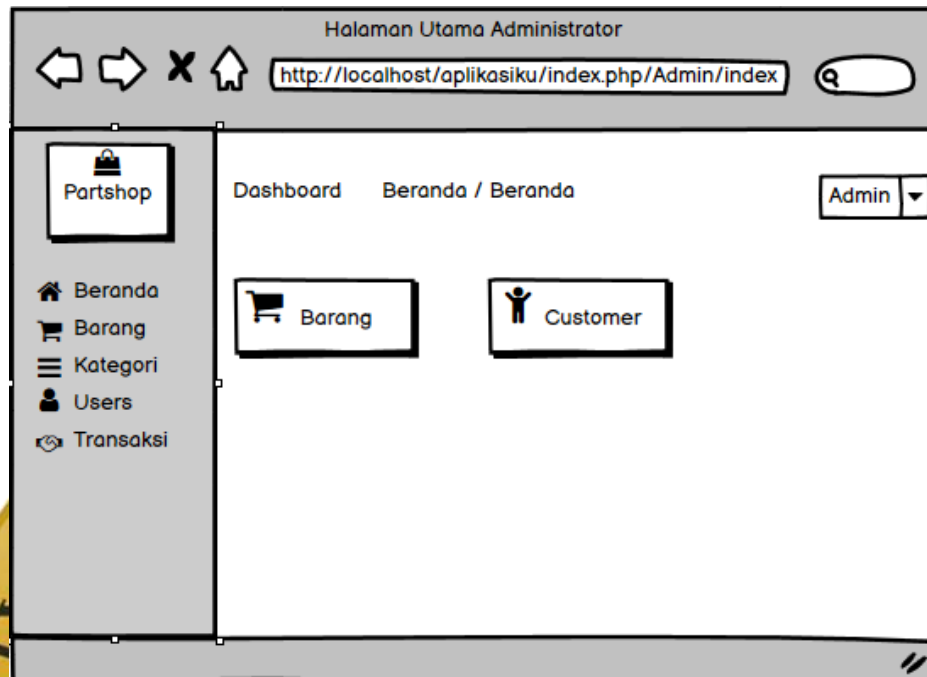 Halaman Utama Administrator
http://localhost/aplikasiku/index.php/Admin/index
Partshop
Dashboard Beranda / Beranda
Admin
Beranda
Barang
Kategori
Users
Transaksi
Barang
Customer